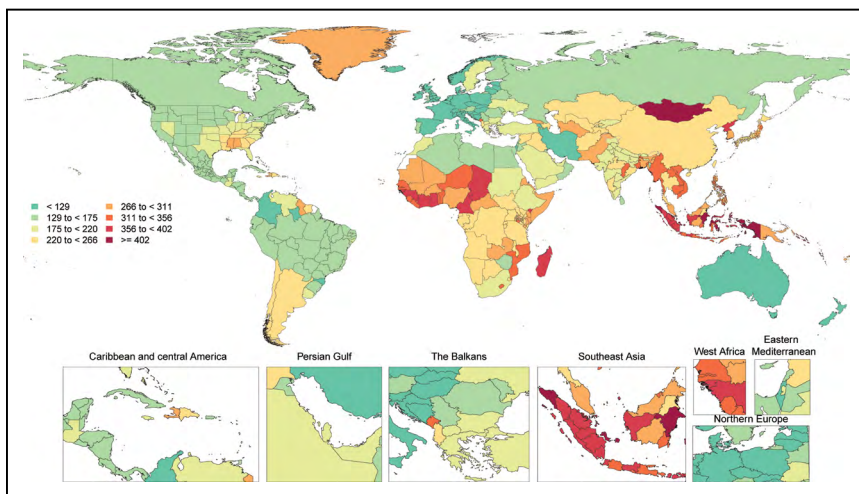 < 129
129 to < 175
175 to < 220
220 to < 266
266 to < 311
311 to < 356
356 to < 402
>= 402
Caribbean and central America
Persian Gulf
The Balkans
Southeast Asia
West Africa
Eastern
Mediterranean
Northern Europe